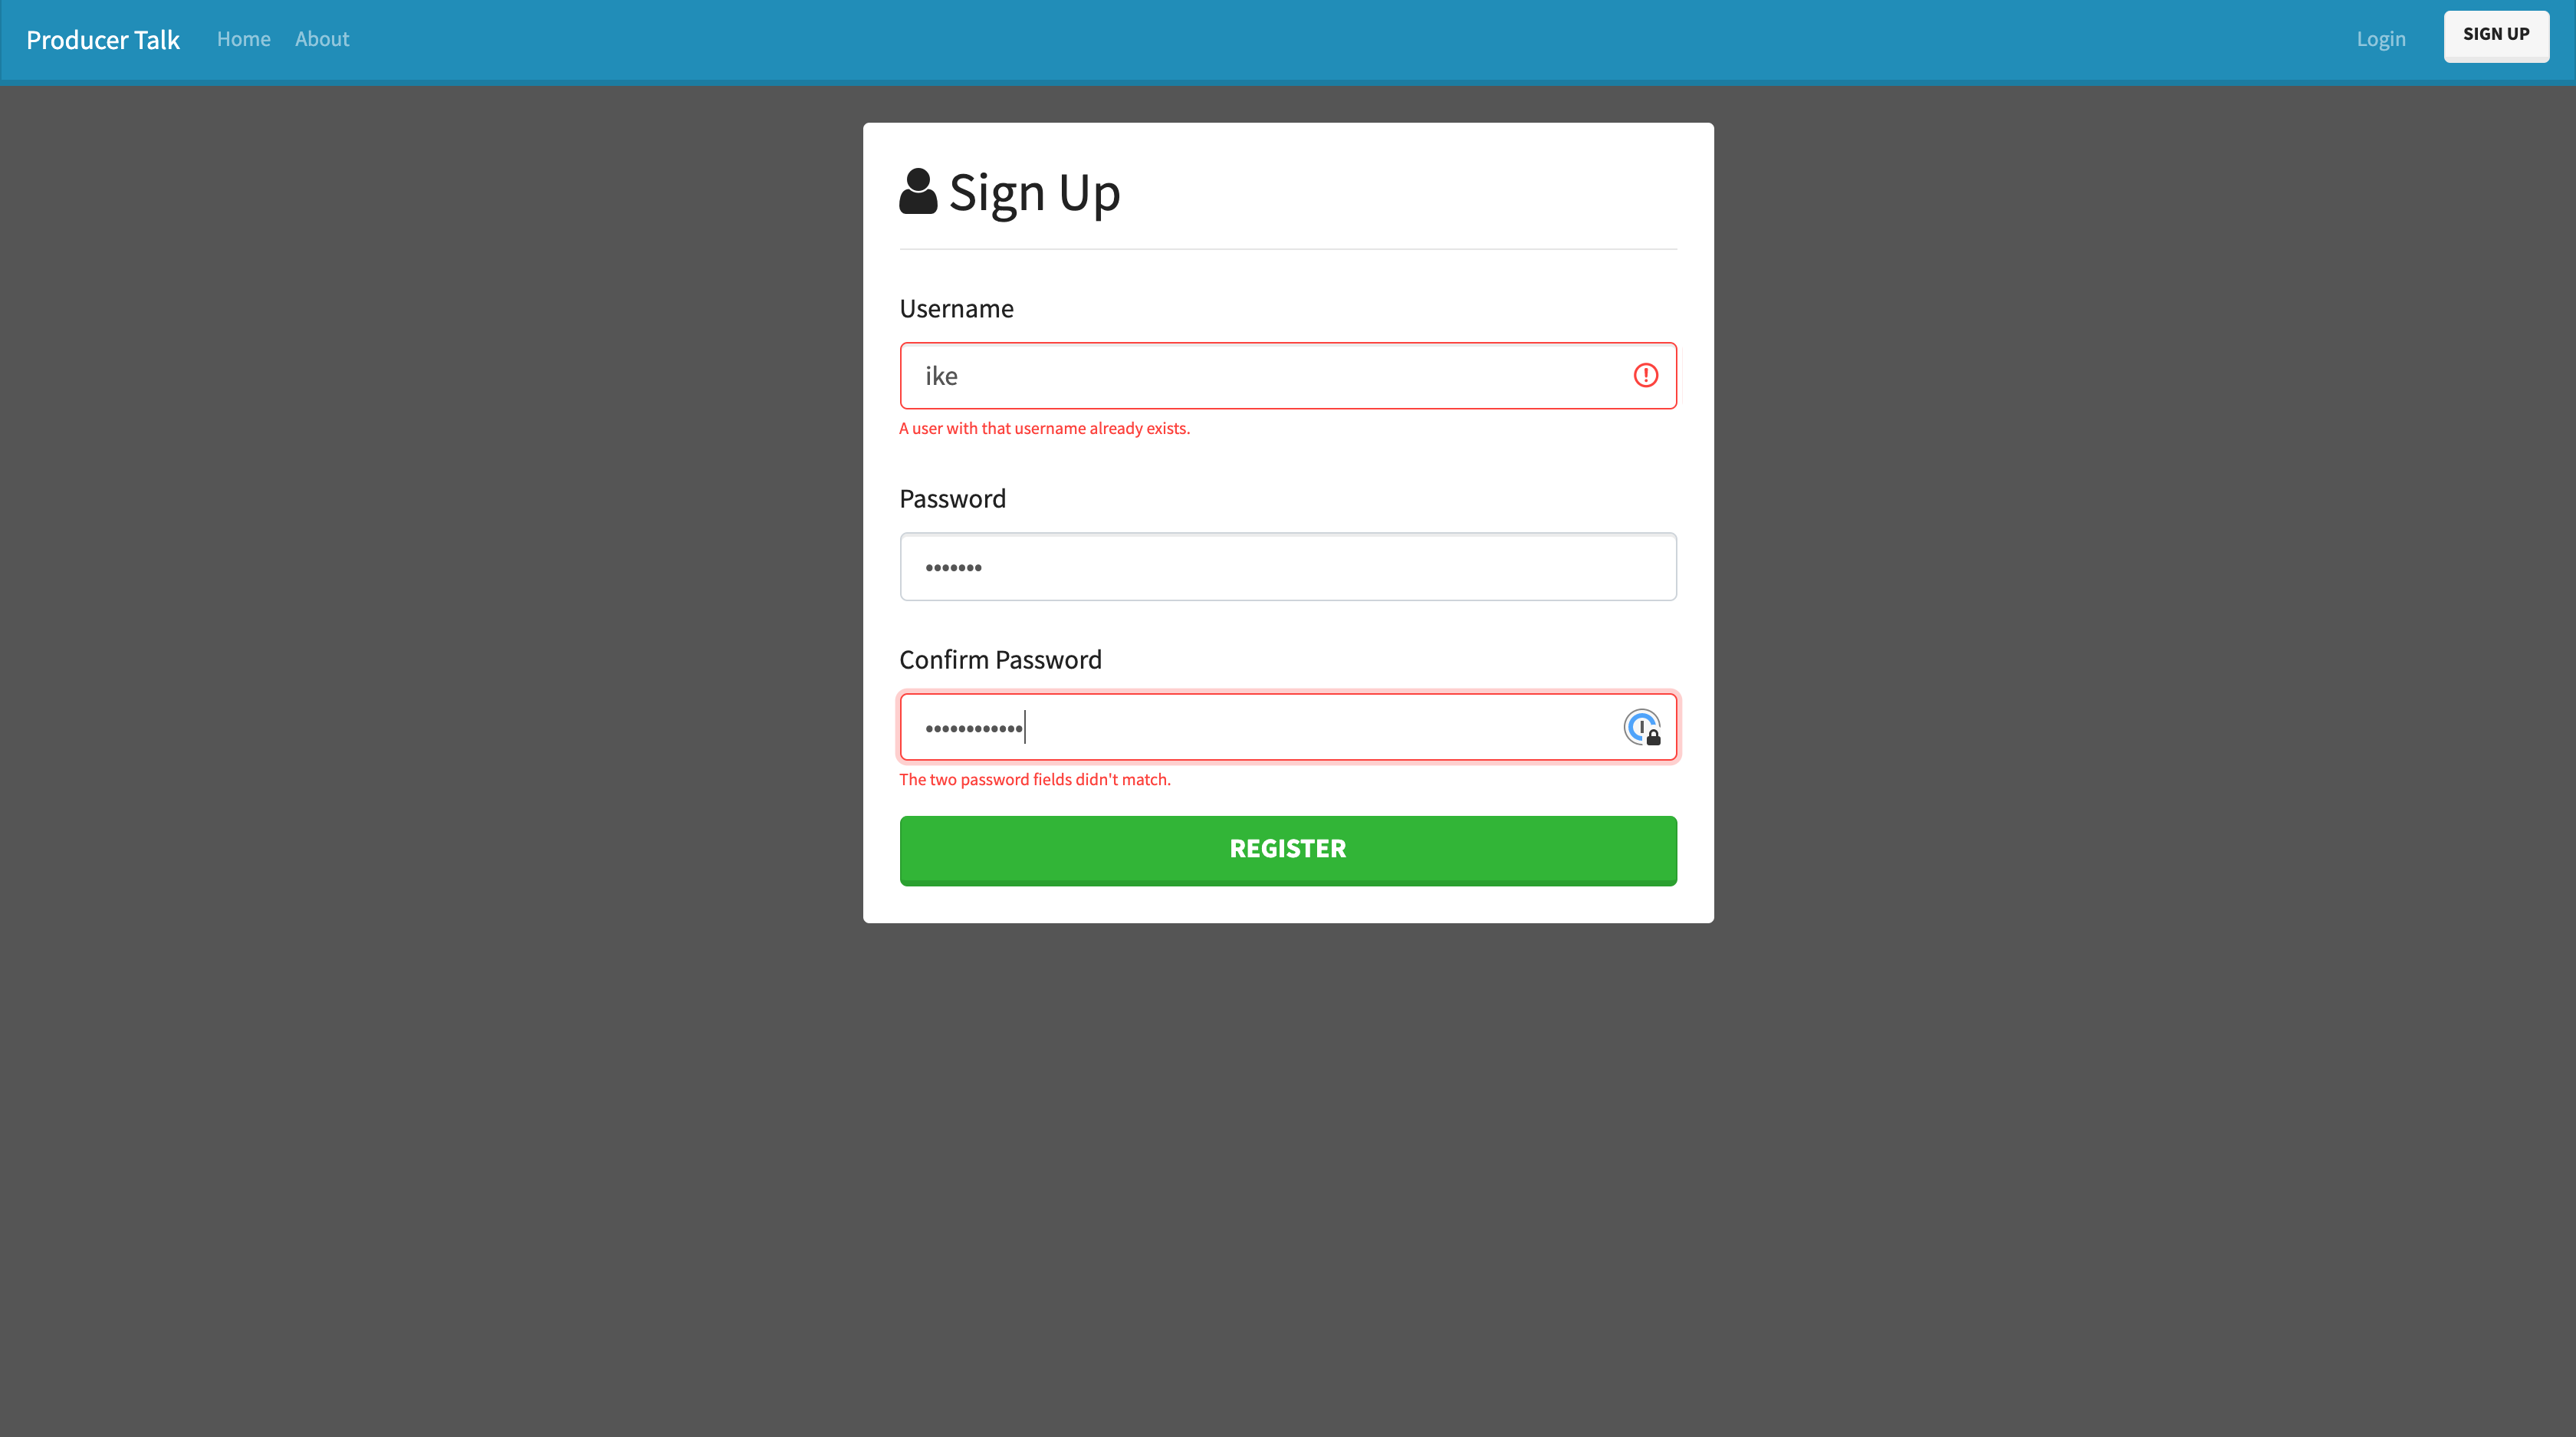 Producer Talk Home About Login SIGN UP
Sign Up
Username
ike
A user with that username already exists.
Password
•••••••
Confirm Password
••••••••••••
The two password fields didn't match.
REGISTER